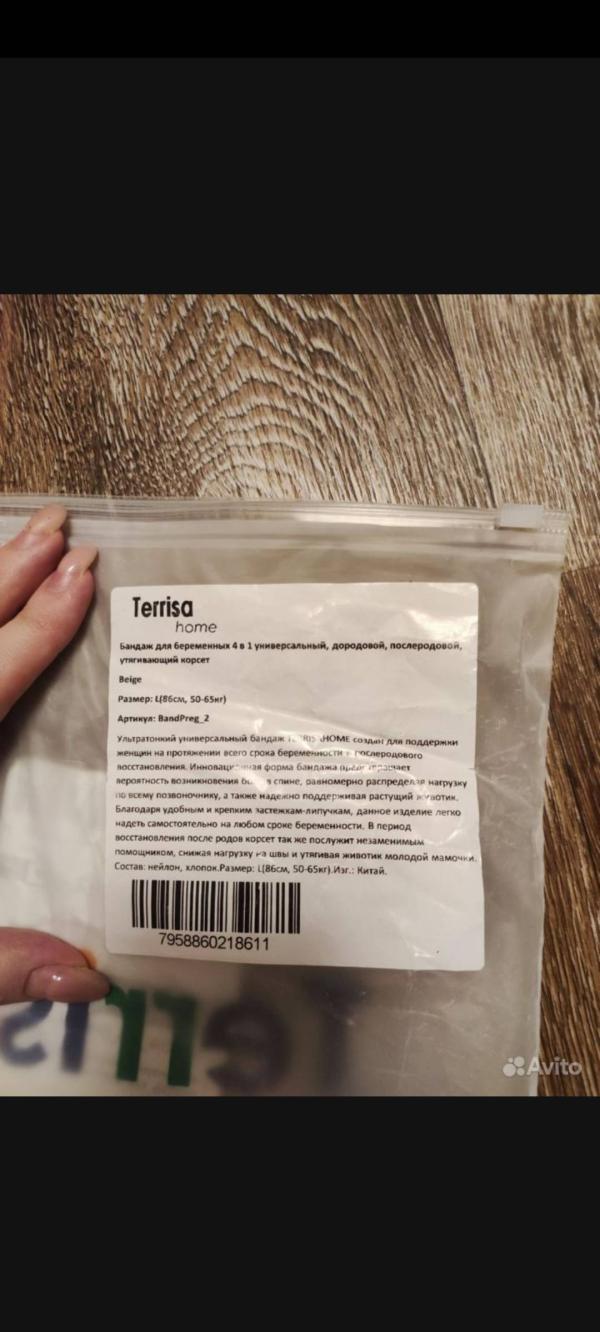 Terrisa
home
Бандаж для беременных 4 в 1 универсальный, дородовой, послеродовой,
утягивающий корсет
Beige
Размер: L(86см, 50-65кг)
Артикул: BandPreg_2
Ультратонкий универсальный бандаж HOME создан для поддержки
женщин на протяжении всего срока беременности послеродового
восстановления. Инновационная форма бандажа
вероятность возникновения в спине, равномерно распределяя нагрузку
по всему позвоночнику, а также надежно поддерживая растущий животик.
Благодаря удобным и крепким застежкам-липучкам, данное изделие легко
надеть самостоятельно на любом сроке беременности. В период
восстановления после родов корсет так же послужит незаменимым
помощником, снижая нагрузку на швы и утягивая животик молодой мамочки.
Состав: нейлон, хлопок.Размер: L(86см, 50-65кг).Изг.: Китай.
7958860218611
Avito